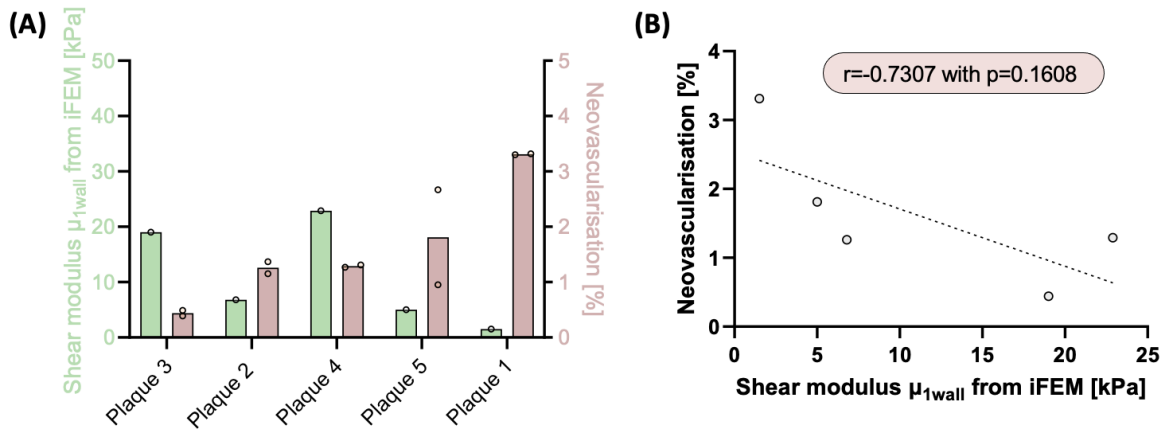 (A)
Shear modulus μ1wall from iFEM [kPa]
50
40
30
20
10
0
5
4
3
2
1
0
Neovascularisation [%]
Plaque 3
Plaque 2
Plaque 4
Plaque 5
Plaque 1
(B)
r=-0.7307 with p=0.1608
Neovascularisation [%]
4
3
2
1
0
0 5 10 15 20 25
Shear modulus μ1wall from iFEM [kPa]